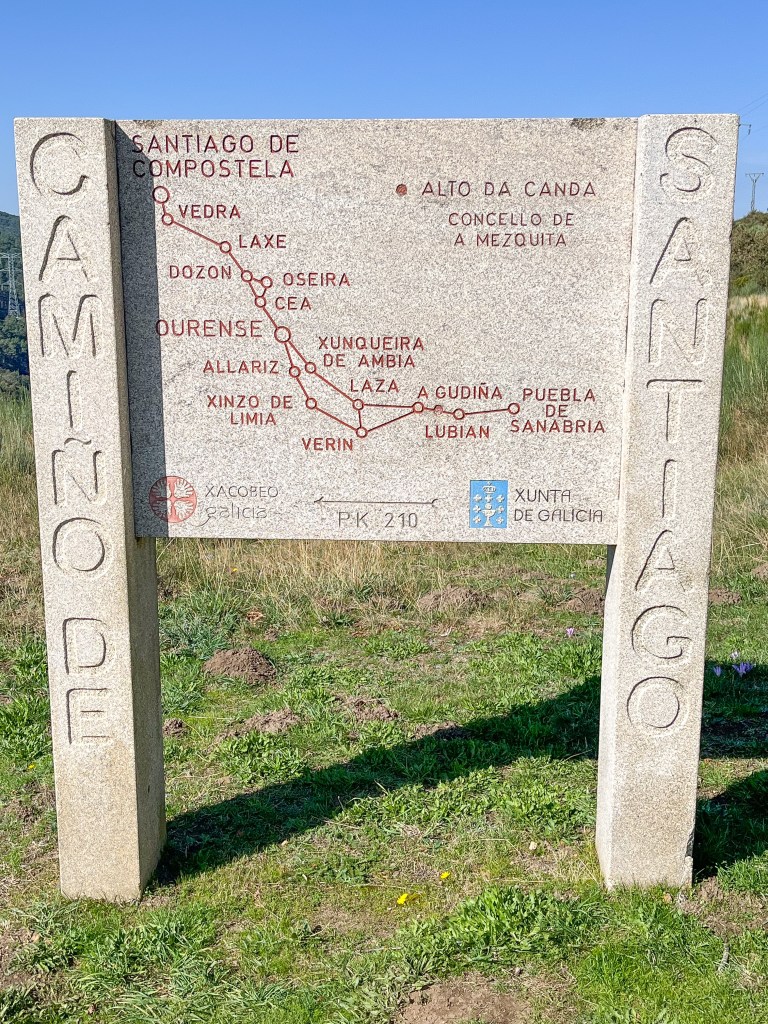 CAMIÑO DE
SANTIAGO
SANTIAGO DE
COMPOSTELA
VEDRA
LAXE
DOZON
OSEIRA
CEA
OURENSE
XUNQUEIRA
DE AMBIA
ALLARIZ
LAZA
XINZO DE
LIMIA
VERIN
A GUDIÑA
LUBIAN
PUEBLA
DE
SANABRIA
ALTO DA CANDA
CONCELLO DE
A MEZQUITA
XACOBEO
galicia
P.K 210
XUNTA
DE GALICIA